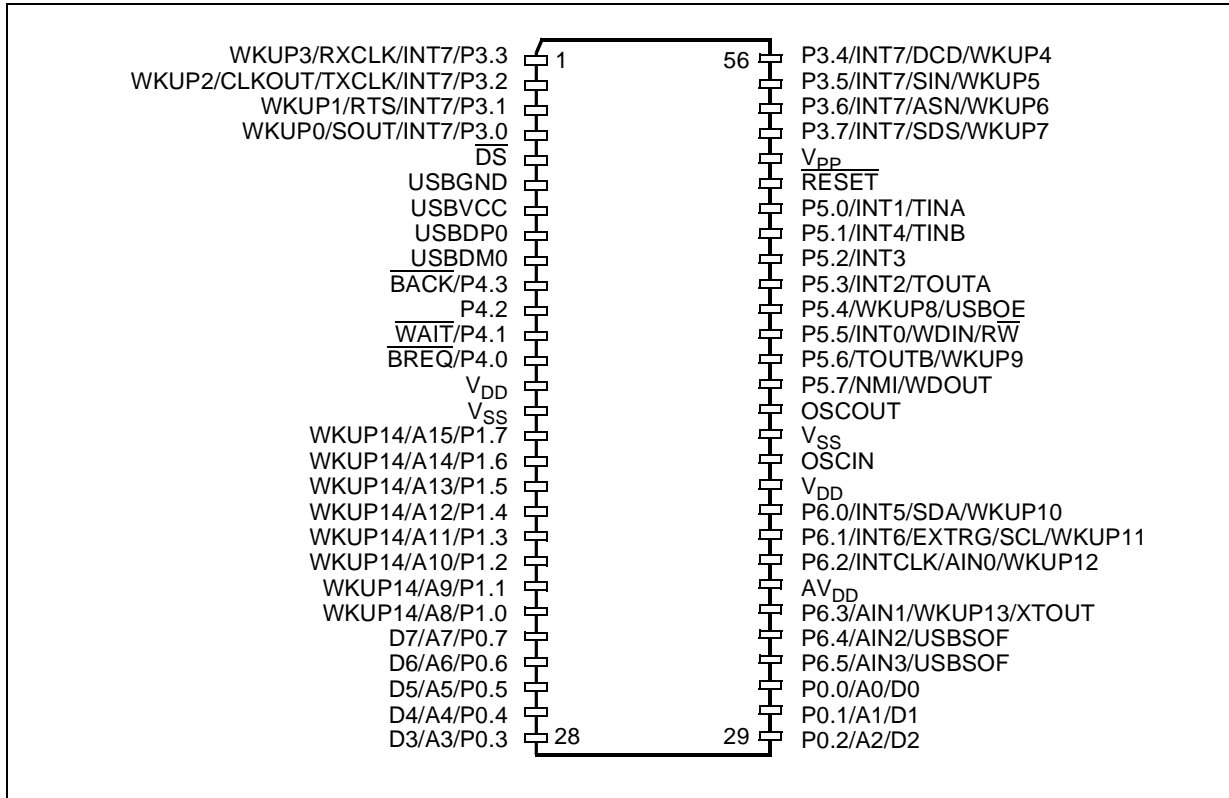 WKUP3/RXCLK/INT7/P3.3 1 56 P3.4/INT7/DCD/WKUP4
WKUP2/CLKOUT/TXCLK/INT7/P3.2 P3.5/INT7/SIN/WKUP5
WKUP1/RTS/INT7/P3.1 P3.6/INT7/ASN/WKUP6
WKUP0/SOUT/INT7/P3.0 P3.7/INT7/SDS/WKUP7
D̅S̅ VPP
USBGND R̅E̅S̅E̅T̅
USBVCC P5.0/INT1/TINA
USBDP0 P5.1/INT4/TINB
USBDM0 P5.2/INT3
B̅A̅C̅K̅/P4.3 P5.3/INT2/TOUTA
P4.2 P5.4/WKUP8/USBOE
W̅A̅I̅T̅/P4.1 P5.5/INT0/WDIN/RW̅
B̅R̅E̅Q̅/P4.0 P5.6/TOUTB/WKUP9
VDD P5.7/NMI/WDOUT
VSS OSCOUT
WKUP14/A15/P1.7 VSS
WKUP14/A14/P1.6 OSCIN
WKUP14/A13/P1.5 VDD
WKUP14/A12/P1.4 P6.0/INT5/SDA/WKUP10
WKUP14/A11/P1.3 P6.1/INT6/EXTRG/SCL/WKUP11
WKUP14/A10/P1.2 P6.2/INTCLK/AIN0/WKUP12
WKUP14/A9/P1.1 AVDD
WKUP14/A8/P1.0 P6.3/AIN1/WKUP13/XTOUT
D7/A7/P0.7 P6.4/AIN2/USBSOF
D6/A6/P0.6 P6.5/AIN3/USBSOF
D5/A5/P0.5 P0.0/A0/D0
D4/A4/P0.4 P0.1/A1/D1
D3/A3/P0.3 28 29 P0.2/A2/D2